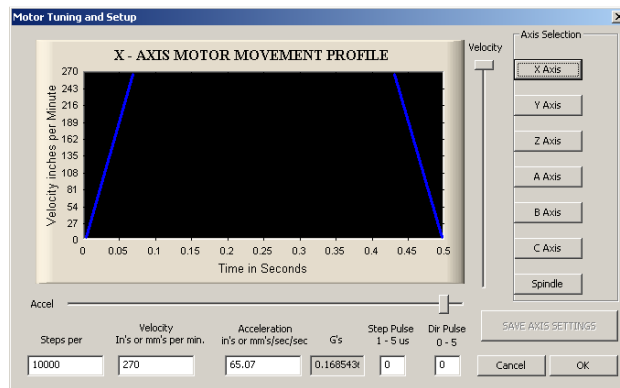 Motor Tuning and Setup
X - AXIS MOTOR MOVEMENT PROFILE
Velocity inches per Minute
270
243
216
189
162
135
108
81
54
27
0
0 0.05 0.1 0.15 0.2 0.25 0.3 0.35 0.4 0.45 0.5
Time in Seconds
Velocity
Axis Selection
X Axis
Y Axis
Z Axis
A Axis
B Axis
C Axis
Spindle
Accel
Steps per
Velocity
In's or mm's per min.
Acceleration
in's or mm's/sec/sec
G's
Step Pulse
1 - 5 us
Dir Pulse
0 - 5
SAVE AXIS SETTINGS
10000
270
65.07
0.168543
0
0
Cancel
OK